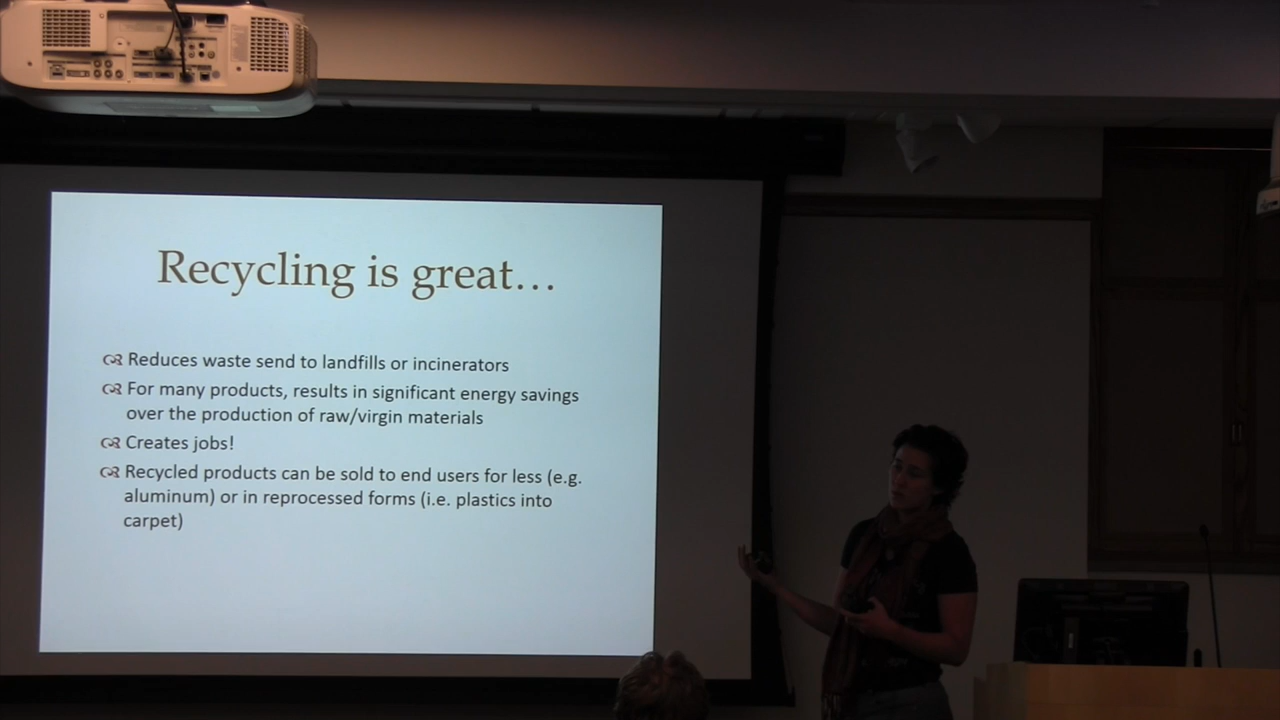 Recycling is great...
Reduces waste send to landfills or incinerators
For many products, results in significant energy savings
over the production of raw/virgin materials
Creates jobs!
Recycled products can be sold to end users for less (e.g.
aluminum) or in reprocessed forms (i.e. plastics into
carpet)